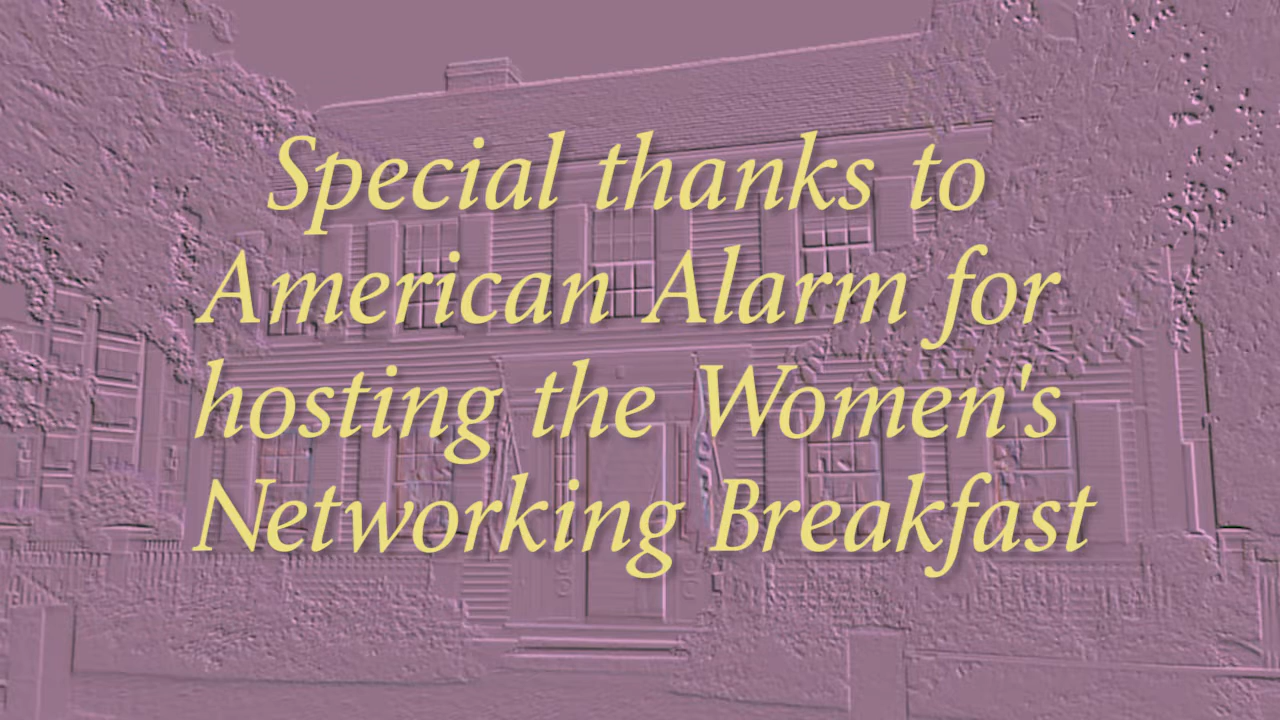 Special thanks to
American Alarm for
hosting the Women's
Networking Breakfast